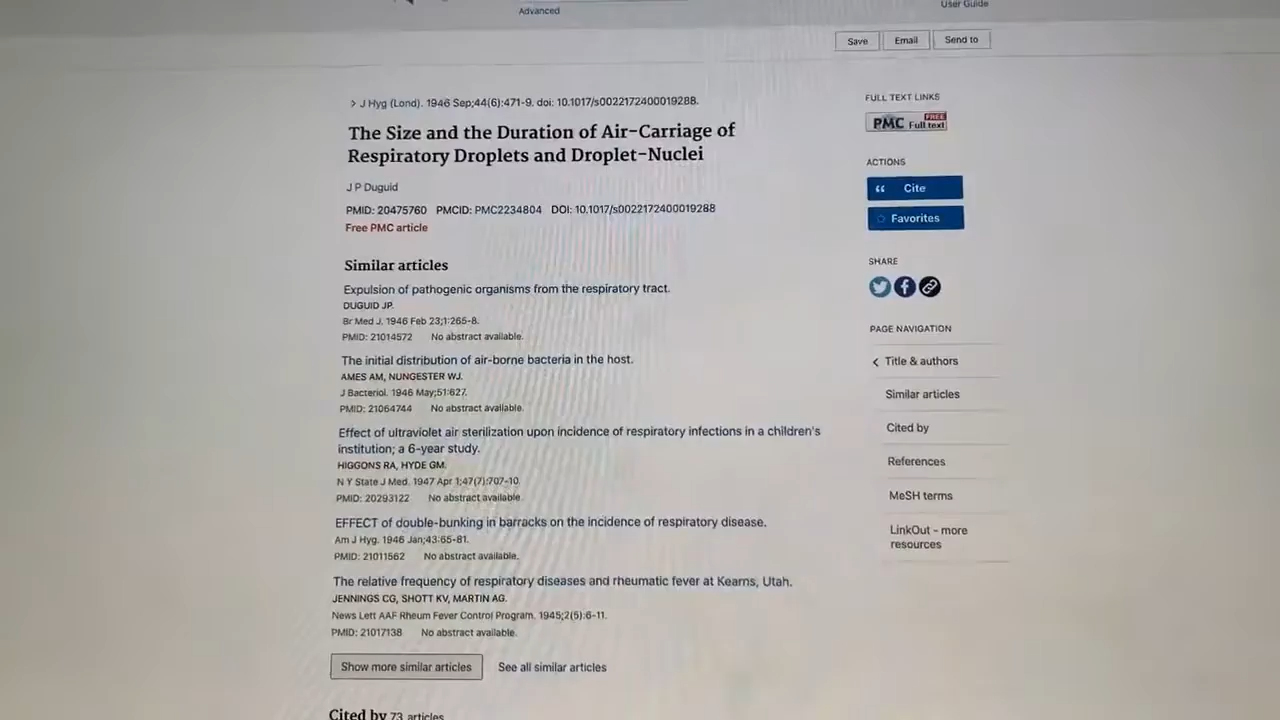 Advanced
User Guide
Save
Email
Send to
> J Hyg (Lond). 1946 Sep;44(6):471-9. doi: 10.1017/s0022172400019288.
The Size and the Duration of Air-Carriage of
Respiratory Droplets and Droplet-Nuclei
J P Duguid
PMID: 20475760 PMCID: PMC2234804 DOI: 10.1017/s0022172400019288
Free PMC article
Similar articles
Expulsion of pathogenic organisms from the respiratory tract.
DUGUID JP.
Br Med J. 1946 Feb 23;1:265-8.
PMID: 21014572 No abstract available.
The initial distribution of air-borne bacteria in the host.
AMES AM, NUNGESTER WJ.
J Bacteriol. 1946 May;51:627.
PMID: 21064744 No abstract available.
Effect of ultraviolet air sterilization upon incidence of respiratory infections in a children's
institution; a 6-year study.
HIGGONS RA, HYDE GM.
N Y State J Med. 1947 Apr 1;47(7):707-10.
PMID: 20293122 No abstract available.
EFFECT of double-bunking in barracks on the incidence of respiratory disease.
Am J Hyg. 1946 Jan;43:65-81.
PMID: 21011562 No abstract available.
The relative frequency of respiratory diseases and rheumatic fever at Kearns, Utah.
JENNINGS CG, SHOTT KV, MARTIN AG.
News Lett AAF Rheum Fever Control Program. 1945;2(5):6-11.
PMID: 21017138 No abstract available.
Show more similar articles
See all similar articles
Cited by 73 articles
FULL TEXT LINKS
PMC FREE Full text
ACTIONS
Cite
Favorites
SHARE
PAGE NAVIGATION
Title & authors
Similar articles
Cited by
References
MeSH terms
LinkOut - more
resources